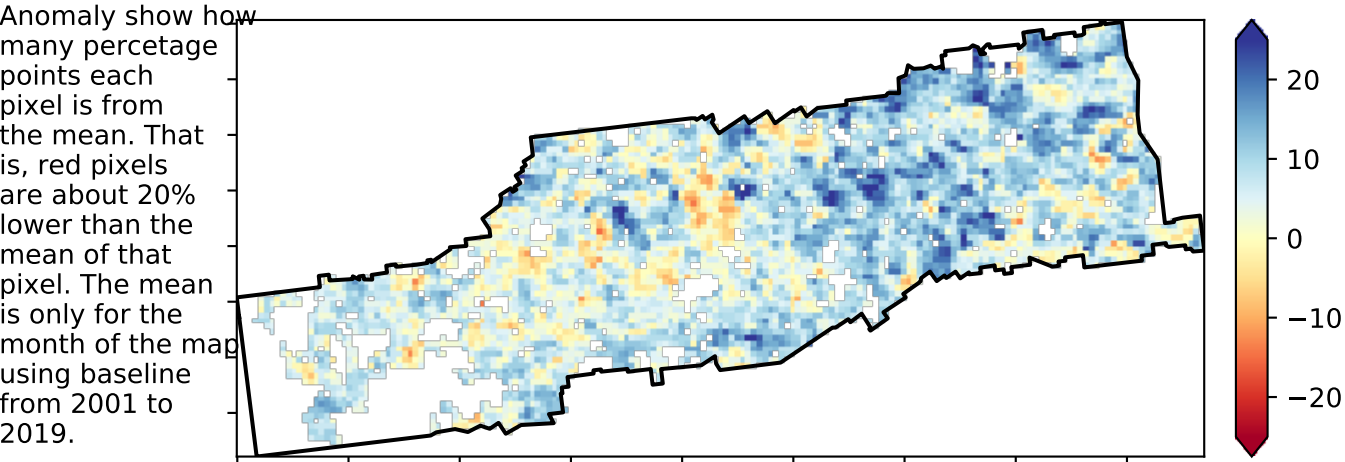 Anomaly show how
many percetage
points each
pixel is from
the mean. That
is, red pixels
are about 20%
lower than the
mean of that
pixel. The mean
is only for the
month of the map
using baseline
from 2001 to
2019.
20
10
0
−10
−20